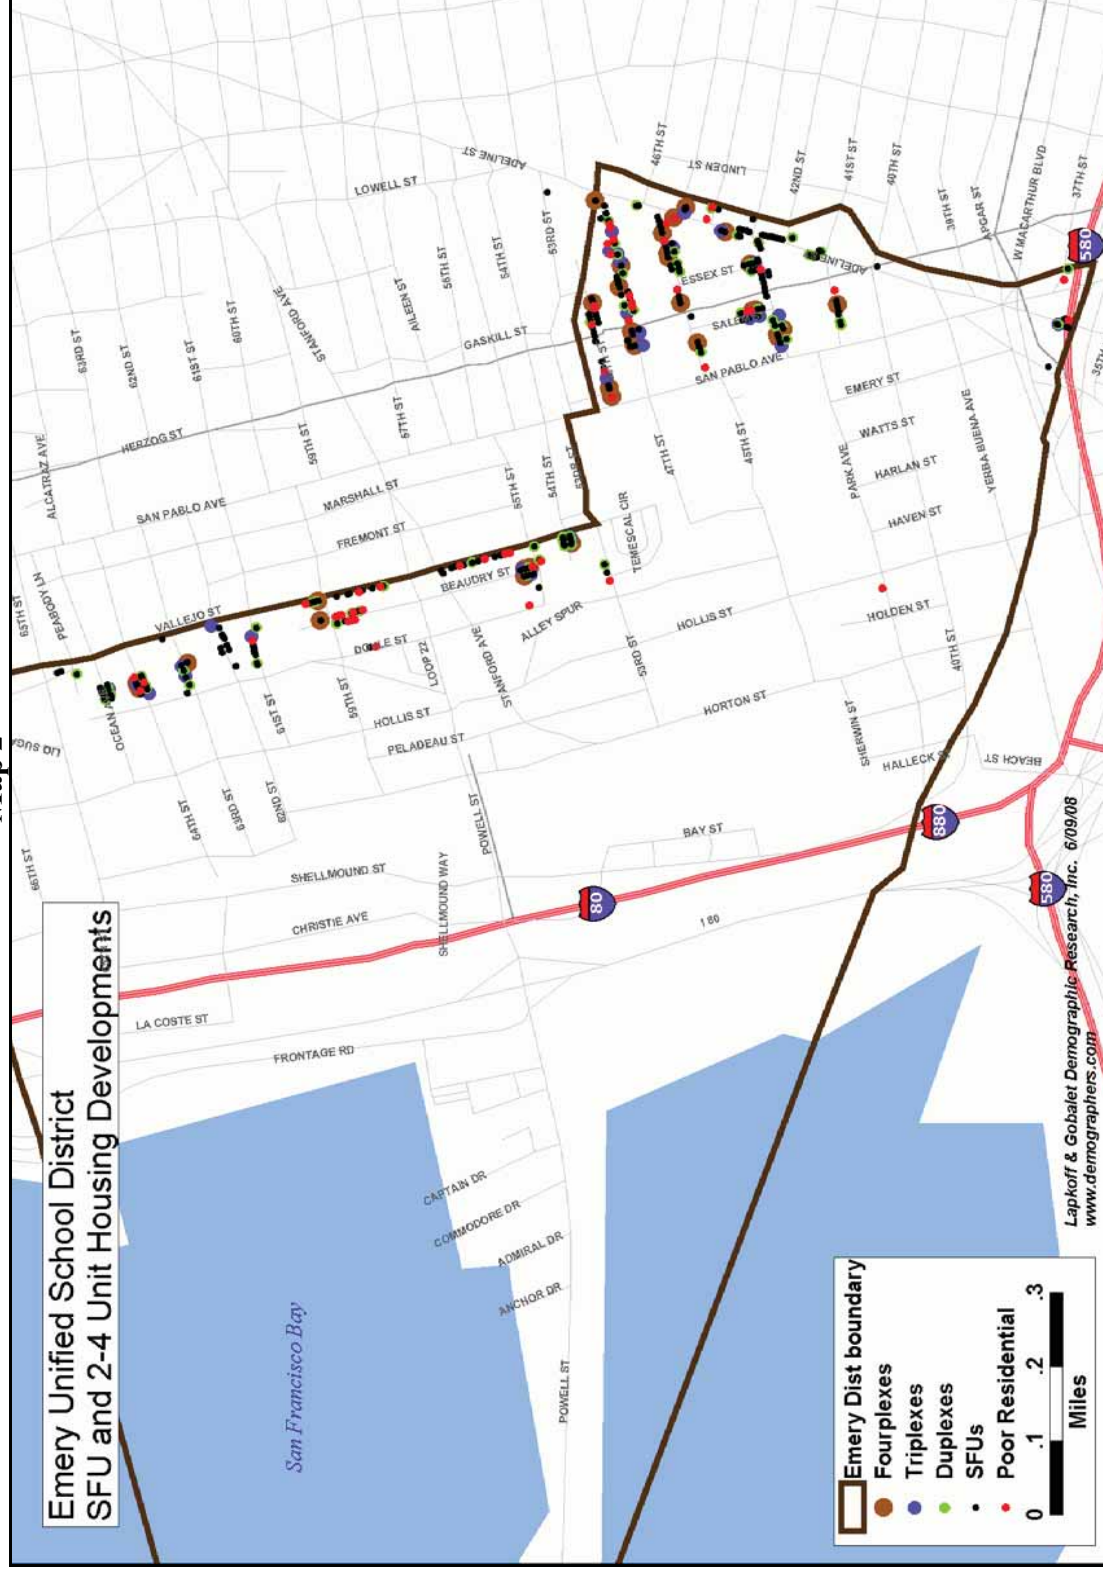 Emery Unified School District
SFU and 2-4 Unit Housing Developments
San Francisco Bay
65TH ST
PEABODY LN
ALCATRAZ AVE
63RD ST
62ND ST
61ST ST
60TH ST
HERZOG ST
STANFORD AVE
LOWELL ST
ADELINE ST
AILEEN ST
56TH ST
54TH ST
53RD ST
GASKILL ST
57TH ST
59TH ST
SAN PABLO AVE
MARSHALL ST
FREMONT ST
55TH ST
54TH ST
53RD ST
VALLEJO ST
BEAUDRY ST
DOYLE ST
ALLEY SPUR
TEMESCAL CIR
OCEAN
61ST ST
59TH ST
LOOP 22
STANFORD AVE
HOLLIS ST
PELADEAU ST
64TH ST
63RD ST
62ND ST
66TH ST
POWELL ST
SHELLMOUND ST
SHELLMOUND WAY
CHRISTIE AVE
LA COSTE ST
FRONTAGE RD
CAPTAIN DR
COMMODORE DR
ADMIRAL DR
ANCHOR DR
POWELL ST
46TH ST
LINDEN ST
42ND ST
41ST ST
40TH ST
39TH ST
APGAR ST
W MACARTHUR BLVD
37TH ST
580
35TH
ADELINE
ESSEX ST
SALEM
SAN PABLO AVE
47TH ST
45TH ST
EMERY ST
WATTS ST
PARK AVE
HARLAN ST
HAVEN ST
YERBA BUENA AVE
53RD ST
HOLLIS ST
HOLDEN ST
40TH ST
HORTON ST
SHERWIN ST
HALLECK ST
BEACH ST
BAY ST
80
880
580
I 80
Emery Dist boundary
Fourplexes
Triplexes
Duplexes
SFUs
Poor Residential
0 .1 .2 .3
Miles
Lapkoff & Gobalet Demographic Research, Inc. 6/09/08
www.demographers.com